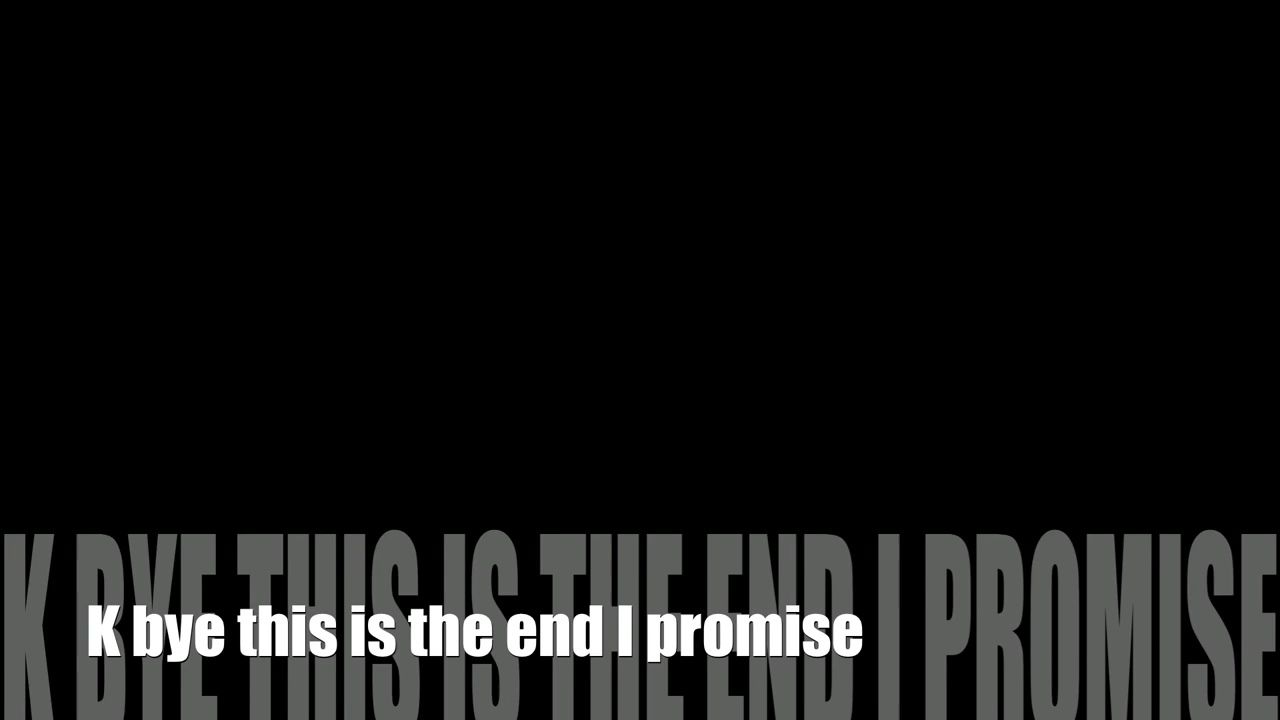 K BYE THIS IS THE END I PROMISE
K bye this is the end I promise